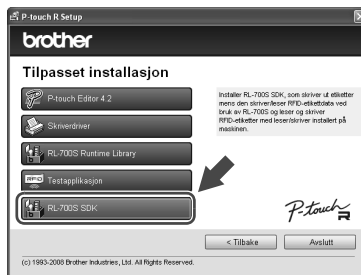 P-touch R Setup
brother
Tilpasset installasjon
P-touch Editor 4.2
Skriverdriver
RL-700S Runtime Library
RFID
Testapplikasjon
RL-700S SDK
Installer RL-700S SDK, som skriver ut etiketter
mens den skriver/leser RFID-etikettdata ved
bruk av RL-700S og leser og skriver
RFID-etiketter med leser/skriver installert på
maskinen.
P-touch R
< Tilbake
Avslutt
(c) 1993-2008 Brother Industries, Ltd. All Rights Reserved.